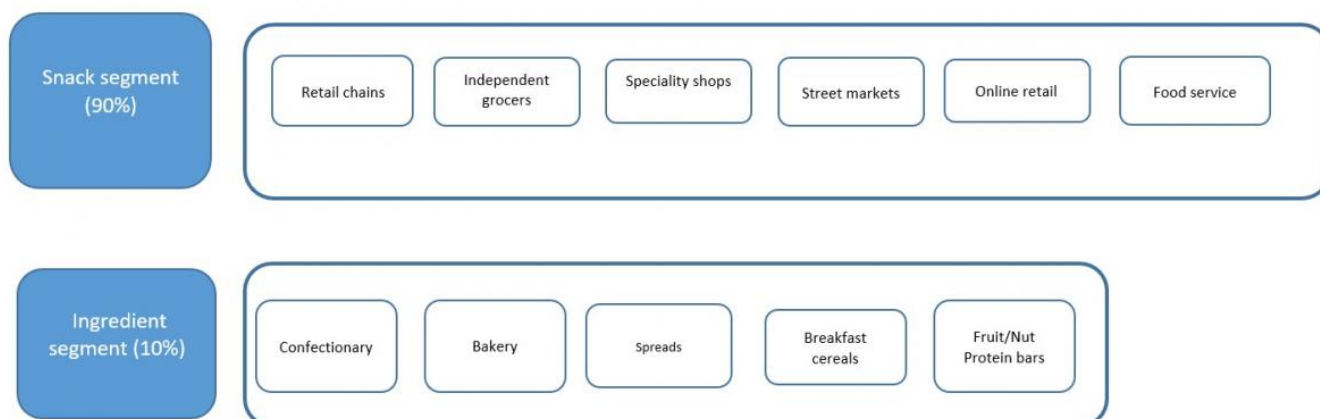 Snack segment
(90%)
Retail chains
Independent
grocers
Speciality shops
Street markets
Online retail
Food service
Ingredient
segment (10%)
Confectionary
Bakery
Spreads
Breakfast
cereals
Fruit/Nut
Protein bars